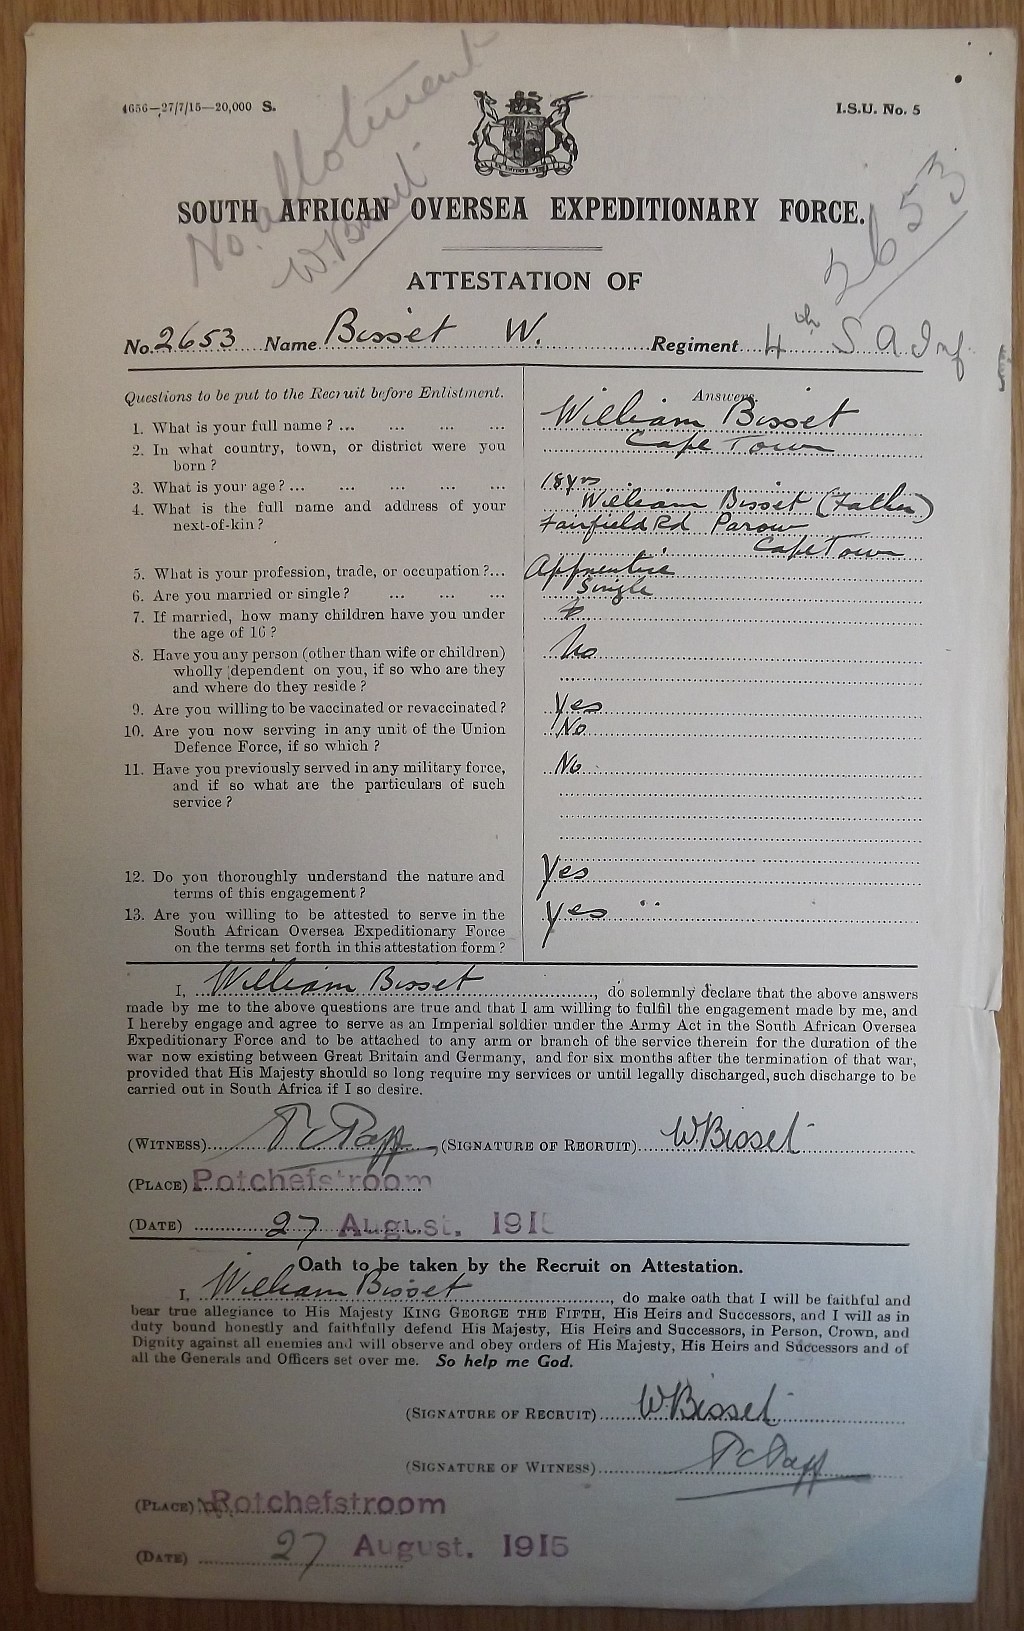 4656—27/7/15—20,000 S.
I.S.U. No. 5
No. allotment
W. Bisset
2653
SOUTH AFRICAN OVERSEA EXPEDITIONARY FORCE.
ATTESTATION OF
No. 2653 Name Bisset W. Regiment 4th S A Inf
Questions to be put to the Recruit before Enlistment.
Answers.
1. What is your full name ? ... ... ... ...
William Bisset
2. In what country, town, or district were you
born ?
Cape Town
3. What is your age ? ... ... ... ... ...
18 yrs
4. What is the full name and address of your
next-of-kin ?
William Bisset (Father)
Fairfield Rd Parow
Cape Town
5. What is your profession, trade, or occupation ?...
Apprentice
6. Are you married or single ? ... ... ...
Single
7. If married, how many children have you under
the age of 16 ?
8. Have you any person (other than wife or children)
wholly dependent on you, if so who are they
and where do they reside ?
No
9. Are you willing to be vaccinated or revaccinated ?
Yes
10. Are you now serving in any unit of the Union
Defence Force, if so which ?
No
11. Have you previously served in any military force,
and if so what are the particulars of such
service ?
No
12. Do you thoroughly understand the nature and
terms of this engagement ?
Yes
13. Are you willing to be attested to serve in the
South African Oversea Expeditionary Force
on the terms set forth in this attestation form ?
Yes
I, William Bisset, do solemnly declare that the above answers
made by me to the above questions are true and that I am willing to fulfil the engagement made by me, and
I hereby engage and agree to serve as an Imperial soldier under the Army Act in the South African Oversea
Expeditionary Force and to be attached to any arm or branch of the service therein for the duration of the
war now existing between Great Britain and Germany, and for six months after the termination of that war,
provided that His Majesty should so long require my services or until legally discharged, such discharge to be
carried out in South Africa if I so desire.
(WITNESS) (SIGNATURE OF RECRUIT) W. Bisset
(PLACE) Potchefstroom
(DATE) 27 August, 191
Oath to be taken by the Recruit on Attestation.
I, William Bisset, do make oath that I will be faithful and
bear true allegiance to His Majesty KING GEORGE THE FIFTH, His Heirs and Successors, and I will as in
duty bound honestly and faithfully defend His Majesty, His Heirs and Successors, in Person, Crown, and
Dignity against all enemies and will observe and obey orders of His Majesty, His Heirs and Successors and of
all the Generals and Officers set over me. So help me God.
(SIGNATURE OF RECRUIT) W. Bisset
(SIGNATURE OF WITNESS)
(PLACE) Potchefstroom
(DATE) 27 August. 1915